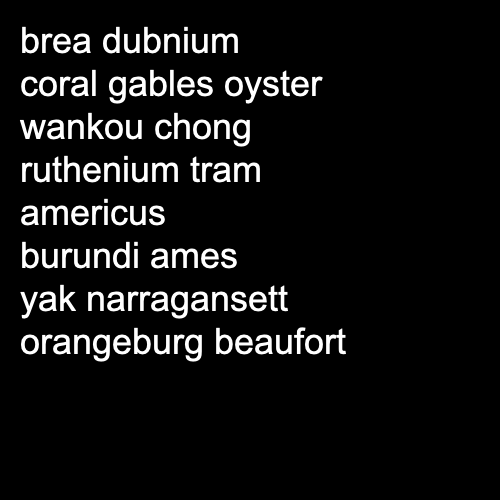 brea dubnium
coral gables oyster
wankou chong
ruthenium tram
americus
burundi ames
yak narragansett
orangeburg beaufort